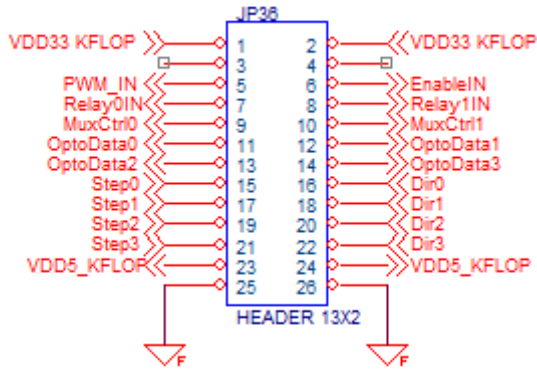 JP36
VDD33 KFLOP 1 2 VDD33 KFLOP
3 4
PWM_IN 5 6 EnableIN
Relay0IN 7 8 Relay1IN
MuxCtrl0 9 10 MuxCtrl1
OptoData0 11 12 OptoData1
OptoData2 13 14 OptoData3
Step0 15 16 Dir0
Step1 17 18 Dir1
Step2 19 20 Dir2
Step3 21 22 Dir3
VDD5_KFLOP 23 24 VDD5_KFLOP
25 26
HEADER 13X2
F F